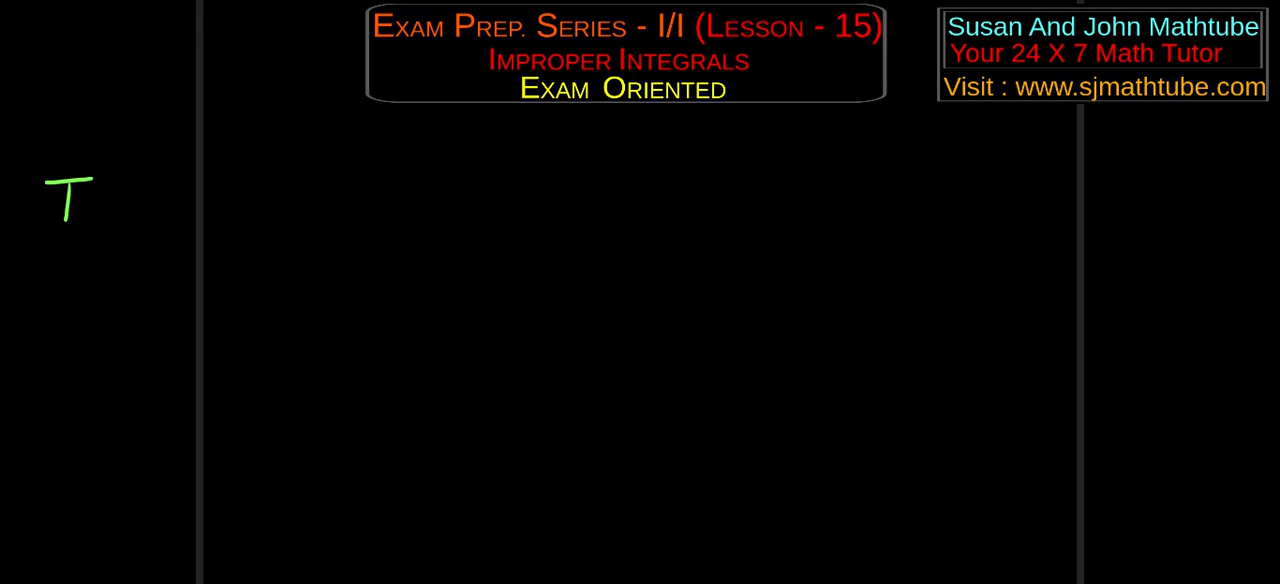 Exam Prep. Series - I/I (Lesson - 15)
Improper Integrals
Exam Oriented
Susan And John Mathtube
Your 24 X 7 Math Tutor
Visit : www.sjmathtube.com
T